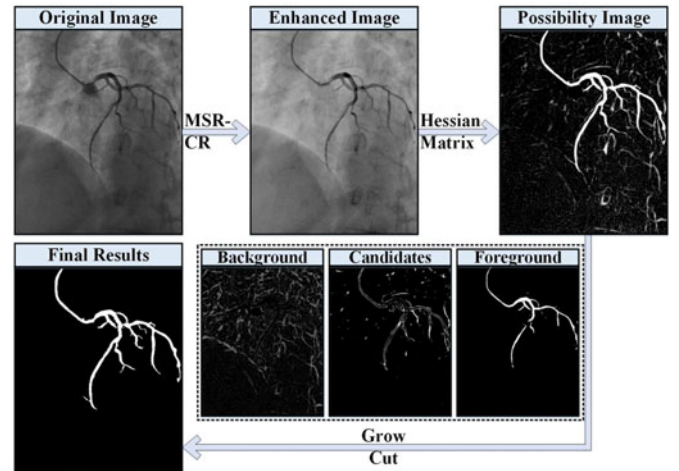 Original Image
Enhanced Image
Possibility Image
MSR-
CR
Hessian
Matrix
Final Results
Background
Candidates
Foreground
Grow
Cut